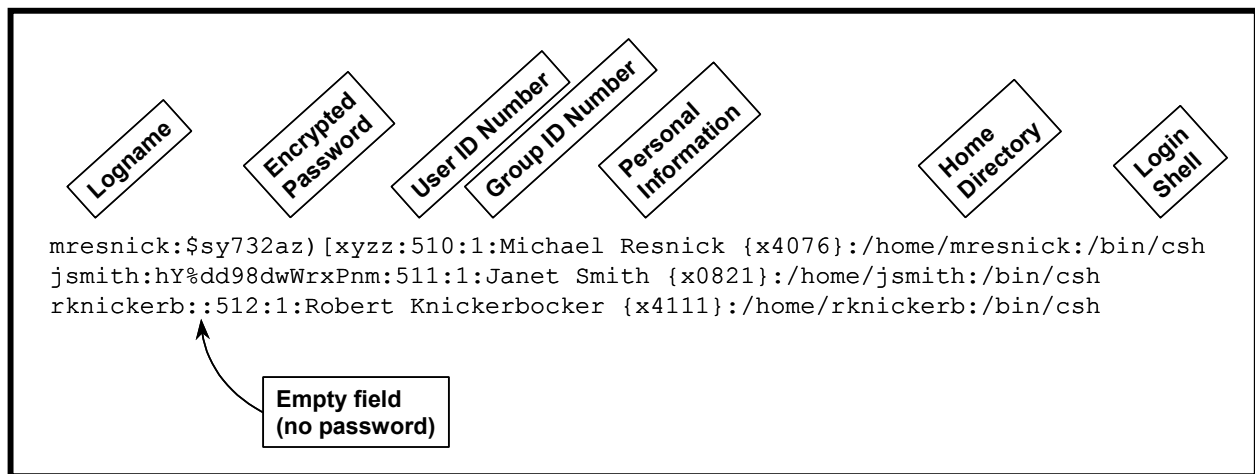 Logname
Encrypted
Password
User ID Number
Group ID Number
Personal
Information
Home
Directory
Login
Shell
mresnick:$sy732az)[xyzz:510:1:Michael Resnick {x4076}:/home/mresnick:/bin/csh
jsmith:hY%dd98dwWrxPnm:511:1:Janet Smith {x0821}:/home/jsmith:/bin/csh
rknickerb::512:1:Robert Knickerbocker {x4111}:/home/rknickerb:/bin/csh
Empty field
(no password)